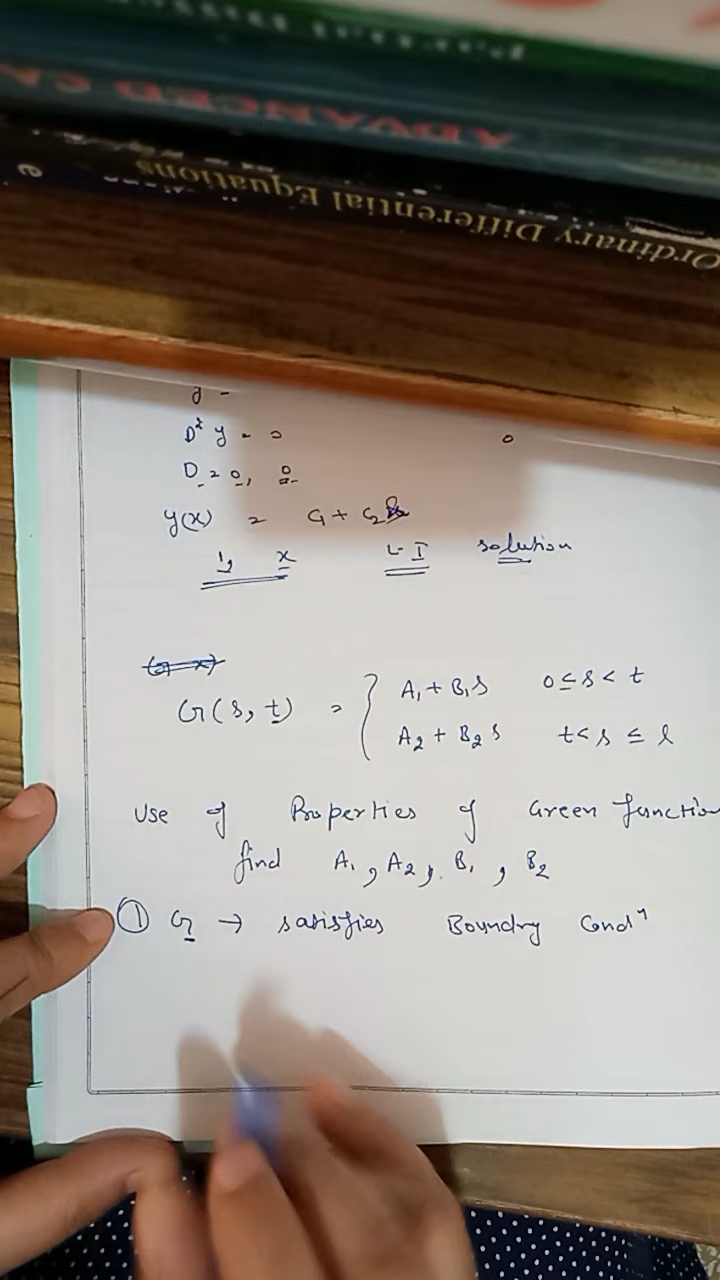 ADVANCED CA
Ordinary Differential Equations
D² y = 0
D = 0, 0
y(x) = C₁ + C₂x
1, x L.I solution
G(s, t) = { A₁ + B₁s 0 ≤ s < t
A₂ + B₂s t < s ≤ l
Use of Properties of Green function
find A₁, A₂, B₁, B₂
① G → satisfies Boundry Condⁿ